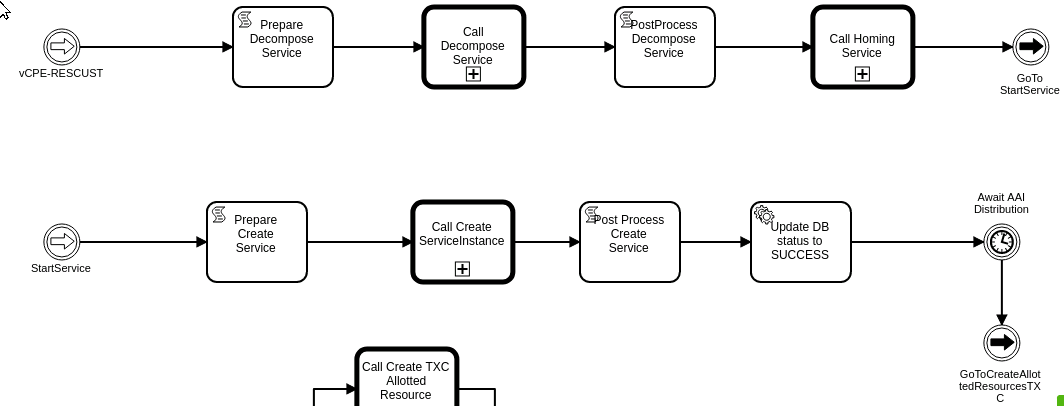 Prepare
Decompose
Service
Call
Decompose
Service
PostProcess
Decompose
Service
Call Homing
Service
vCPE-RESCUST
GoTo
StartService
Await AAI
Distribution
Prepare
Create
Service
Call Create
ServiceInstance
Post Process
Create
Service
Update DB
status to
SUCCESS
StartService
Call Create TXC
Allotted
Resource
GoToCreateAllot
tedResourcesTX
C